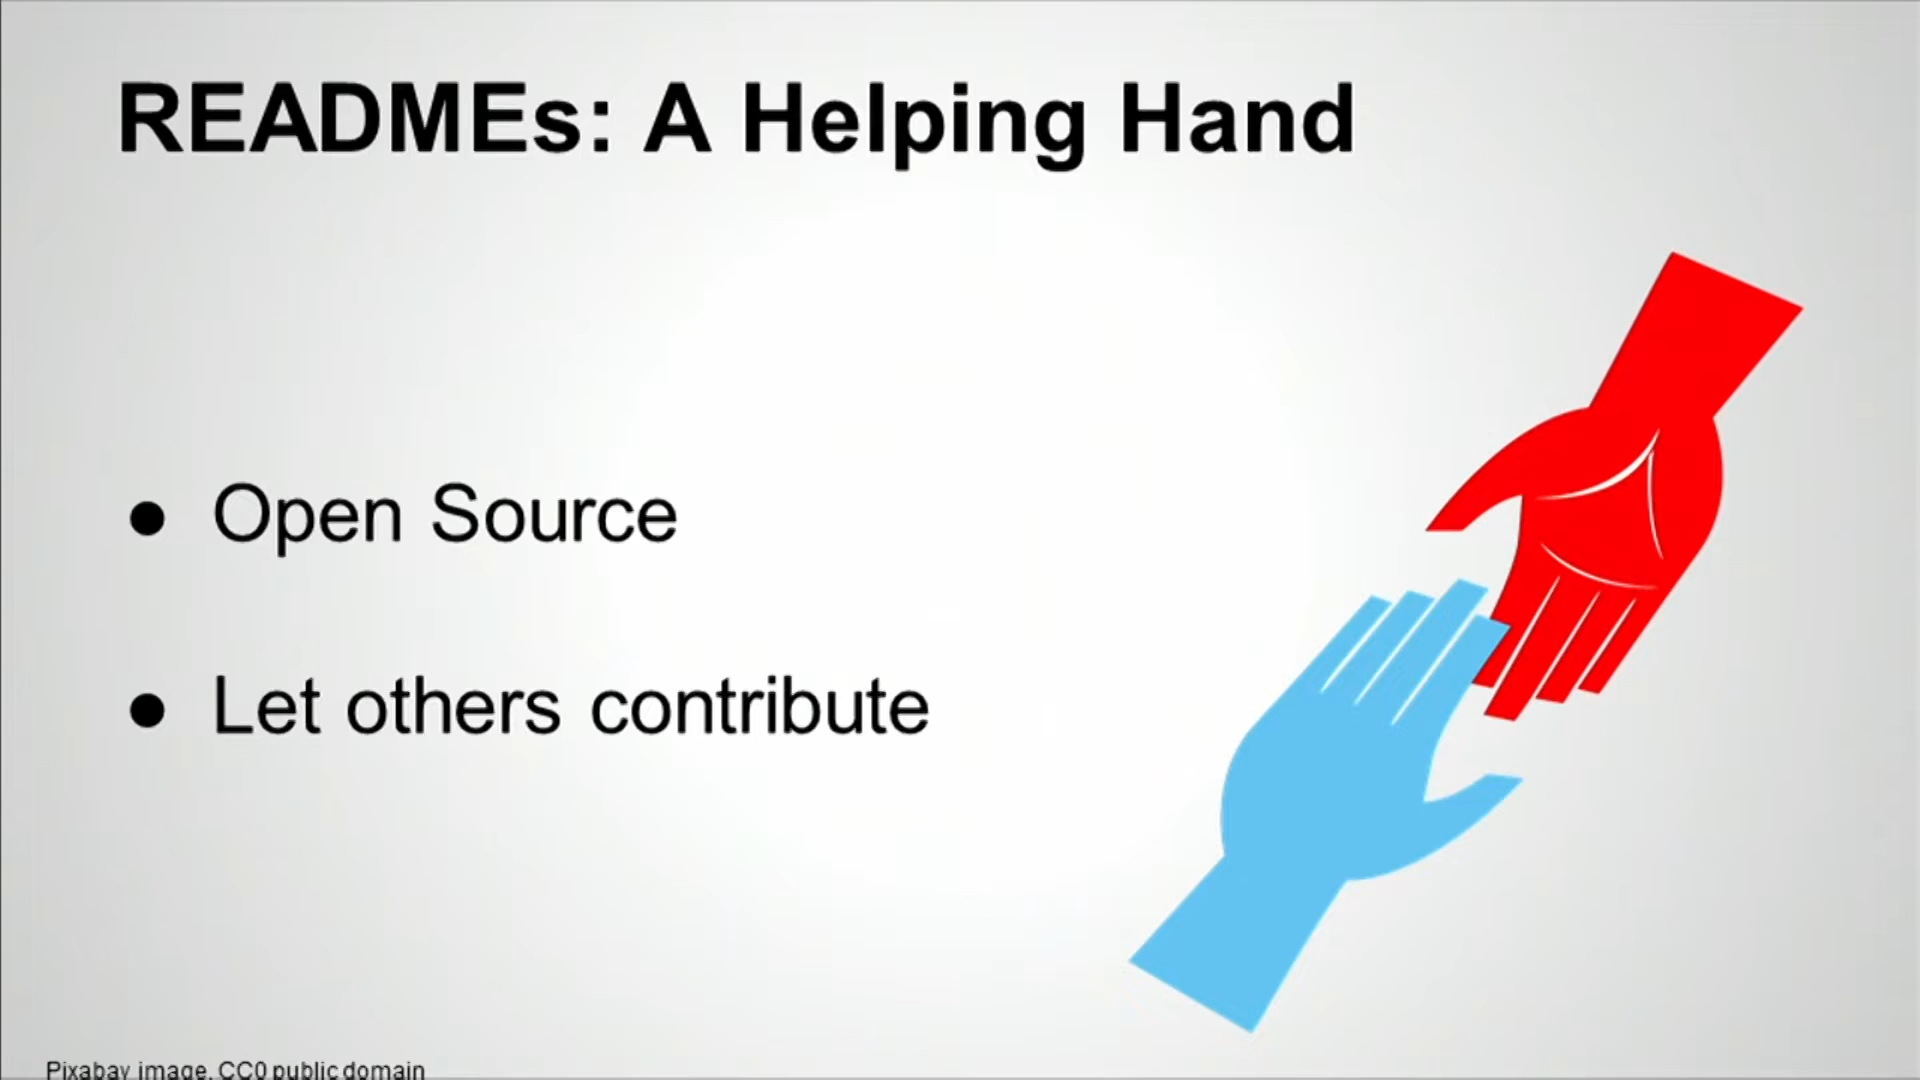 READMEs: A Helping Hand
● Open Source
● Let others contribute
Pixabay image, CC0 public domain